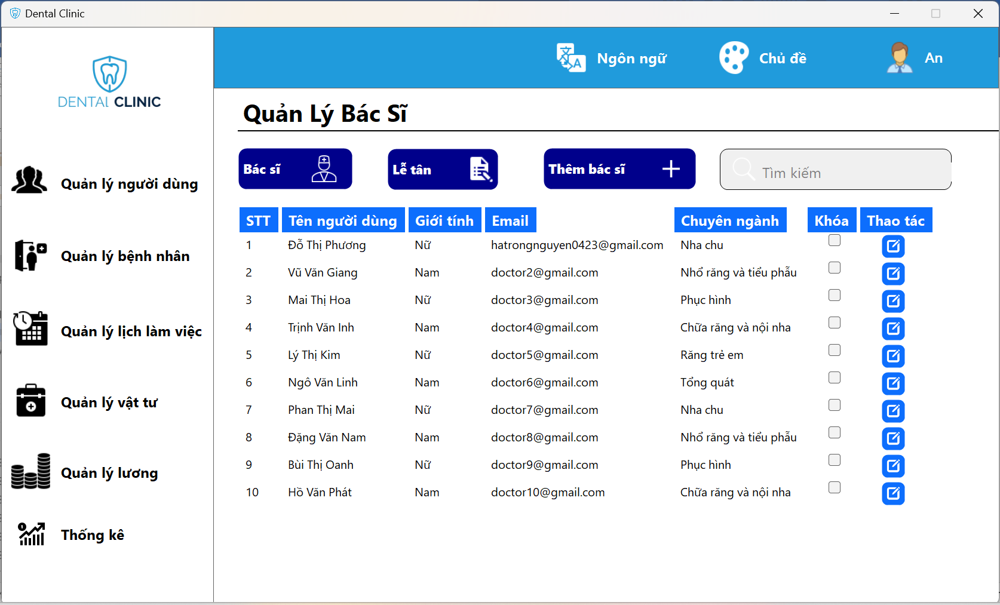 Dental Clinic
DENTAL CLINIC
Ngôn ngữ
Chủ đề
An
Quản Lý Bác Sĩ
Bác sĩ
Lễ tân
Thêm bác sĩ
Tìm kiếm
Quản lý người dùng
Quản lý bệnh nhân
Quản lý lịch làm việc
Quản lý vật tư
Quản lý lương
Thống kê
STT Tên người dùng Giới tính Email Chuyên ngành Khóa Thao tác
1 Đỗ Thị Phương Nữ hatrongnguyen0423@gmail.com Nha chu
2 Vũ Văn Giang Nam doctor2@gmail.com Nhổ răng và tiểu phẫu
3 Mai Thị Hoa Nữ doctor3@gmail.com Phục hình
4 Trịnh Văn Inh Nam doctor4@gmail.com Chữa răng và nội nha
5 Lý Thị Kim Nữ doctor5@gmail.com Răng trẻ em
6 Ngô Văn Linh Nam doctor6@gmail.com Tổng quát
7 Phan Thị Mai Nữ doctor7@gmail.com Nha chu
8 Đặng Văn Nam Nam doctor8@gmail.com Nhổ răng và tiểu phẫu
9 Bùi Thị Oanh Nữ doctor9@gmail.com Phục hình
10 Hồ Văn Phát Nam doctor10@gmail.com Chữa răng và nội nha